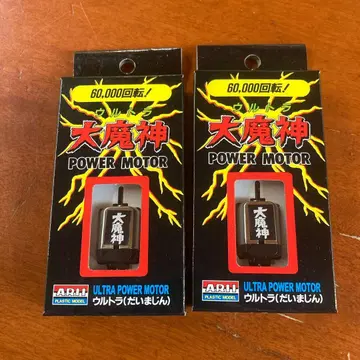 60,000回転!
ウルトラ
大魔神
POWER MOTOR
大魔神
ARII
PLASTIC MODEL
ULTRA POWER MOTOR
ウルトラ(だいまじん)
60,000回転!
ウルトラ
大魔神
POWER MOTOR
大魔神
ARII
PLASTIC MODEL
ULTRA POWER MOTOR
ウルトラ(だいまじん)